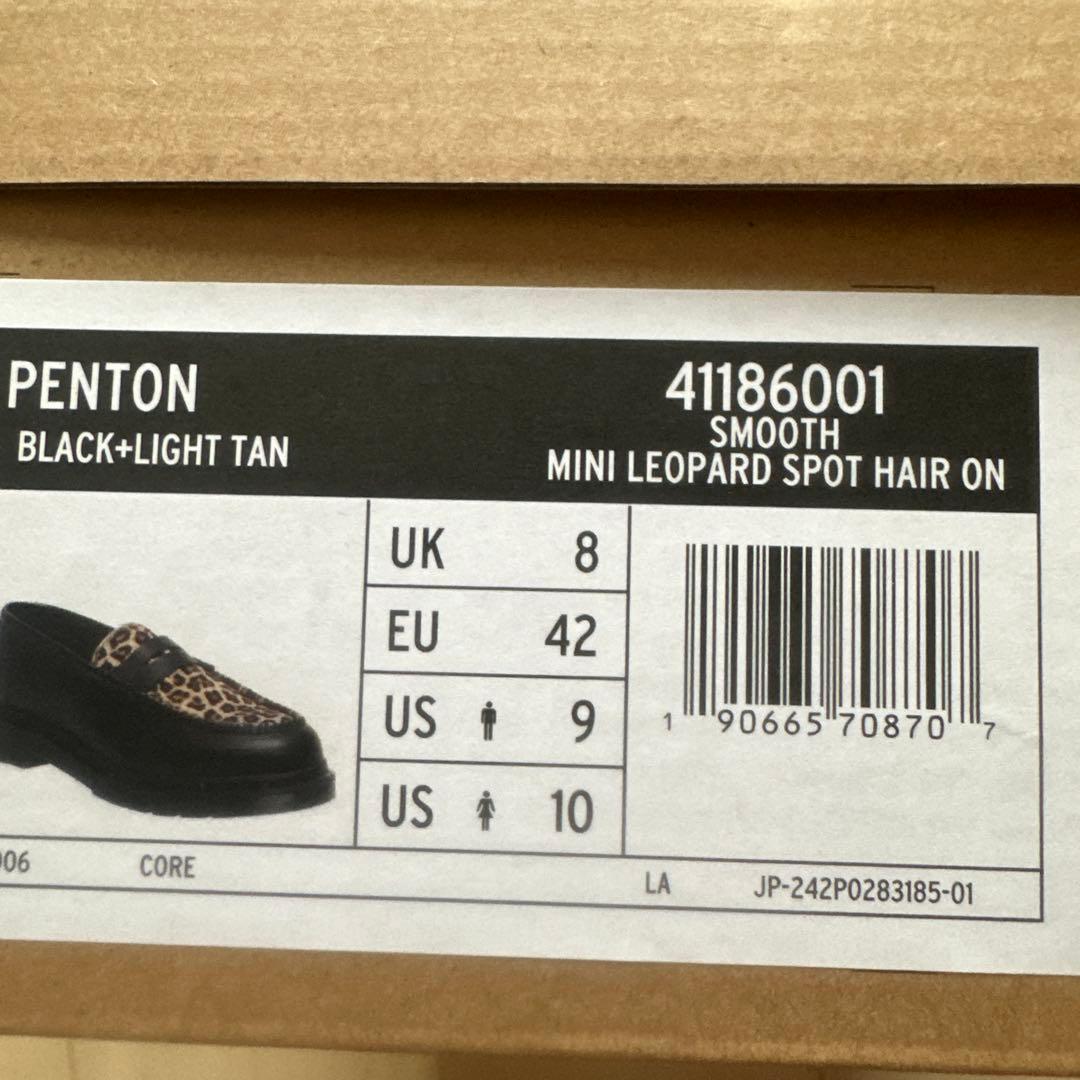 PENTON
41186001
BLACK+LIGHT TAN
SMOOTH
MINI LEOPARD SPOT HAIR ON
UK 8
EU 42
US 9
US 10
1 90665 70870 7
CORE
LA JP-242P0283185-01